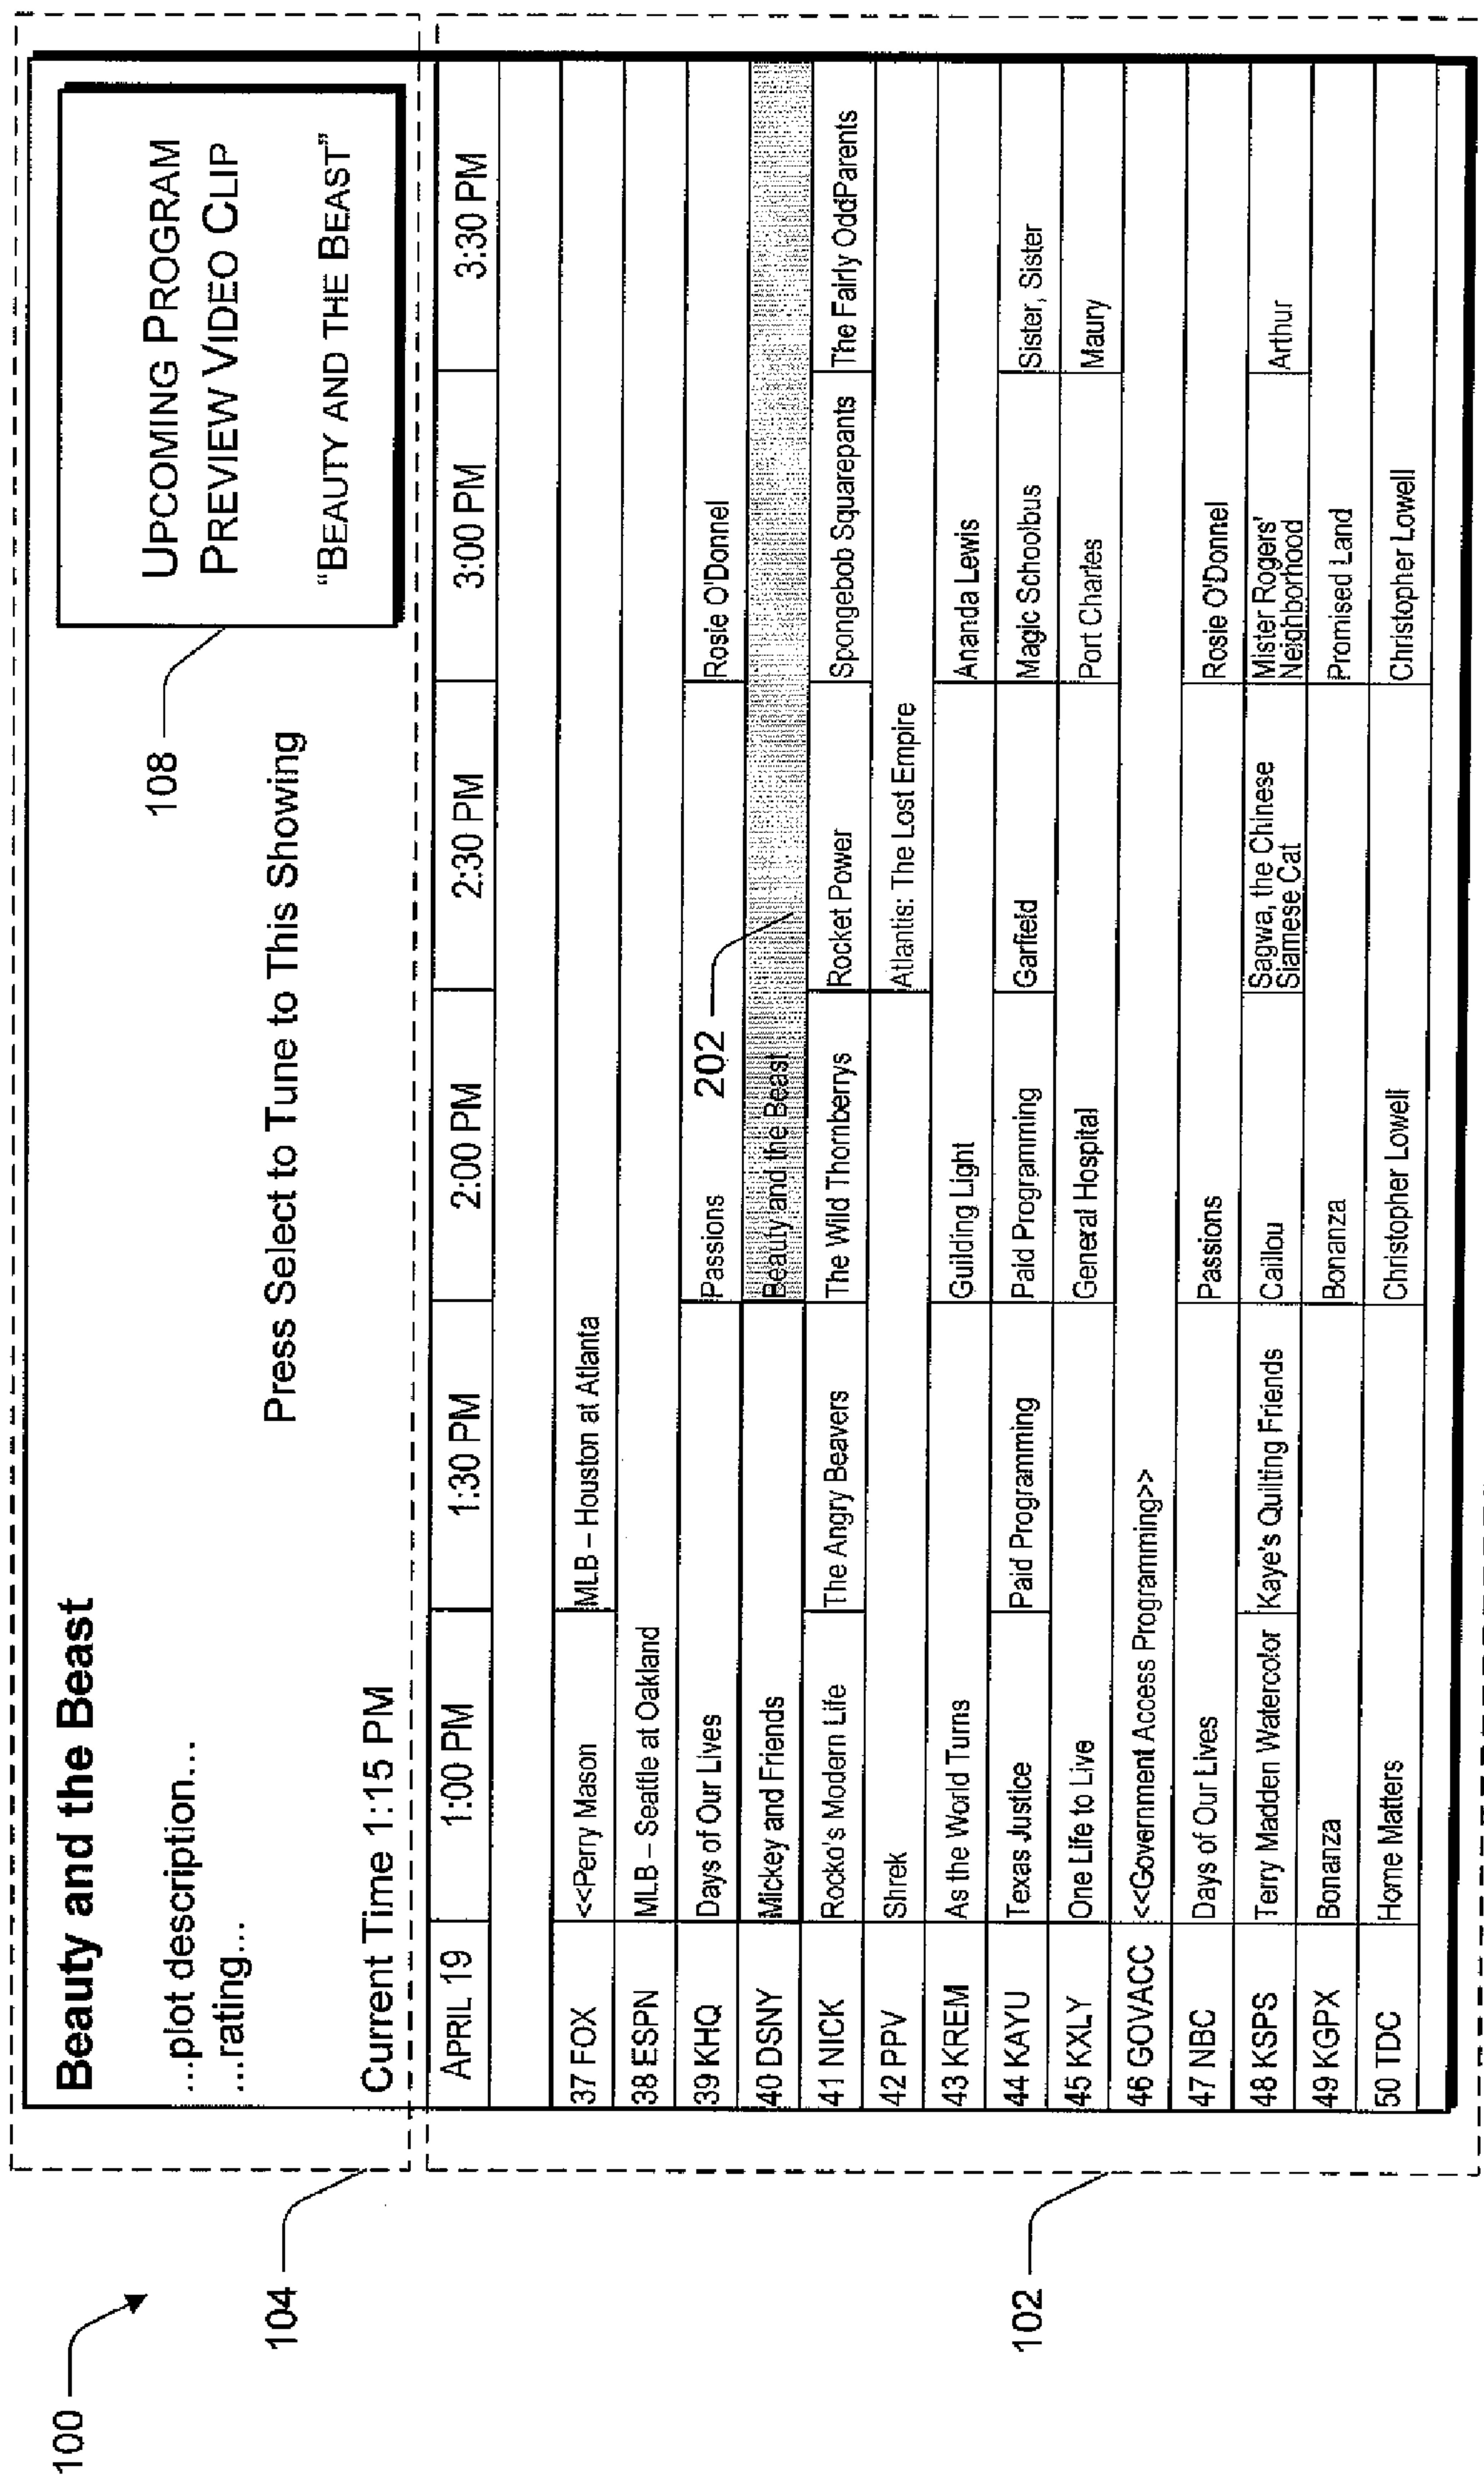 100
104
102
108
202
Beauty and the Beast
...plot description...
...rating...
Press Select to Tune to This Showing
Current Time 1:15 PM
UPCOMING PROGRAM
PREVIEW VIDEO CLIP
"BEAUTY AND THE BEAST"
APRIL 19 1:00 PM 1:30 PM 2:00 PM 2:30 PM 3:00 PM 3:30 PM
37 FOX <<Perry Mason MLB – Houston at Atlanta
38 ESPN MLB – Seattle at Oakland
39 KHQ Days of Our Lives Passions Rosie O'Donnel
40 DSNY Mickey and Friends Beauty and the Beast
41 NICK Rocko's Modern Life The Angry Beavers The Wild Thornberrys Rocket Power Spongebob Squarepants The Fairly OddParents
42 PPV Shrek Atlantis: The Lost Empire
43 KREM As the World Turns Guilding Light Ananda Lewis
44 KAYU Texas Justice Paid Programming Paid Programming Garfield Magic Schoolbus Sister, Sister
45 KXLY One Life to Live General Hospital Port Charles Maury
46 GOVACC <<Government Access Programming>>
47 NBC Days of Our Lives Passions Rosie O'Donnel
48 KSPS Terry Madden Watercolor Kaye's Quilting Friends Caillou Sagwa, the Chinese Siamese Cat Mister Rogers' Neighborhood Arthur
49 KGPX Bonanza Bonanza Promised Land
50 TDC Home Matters Christopher Lowell Christopher Lowell